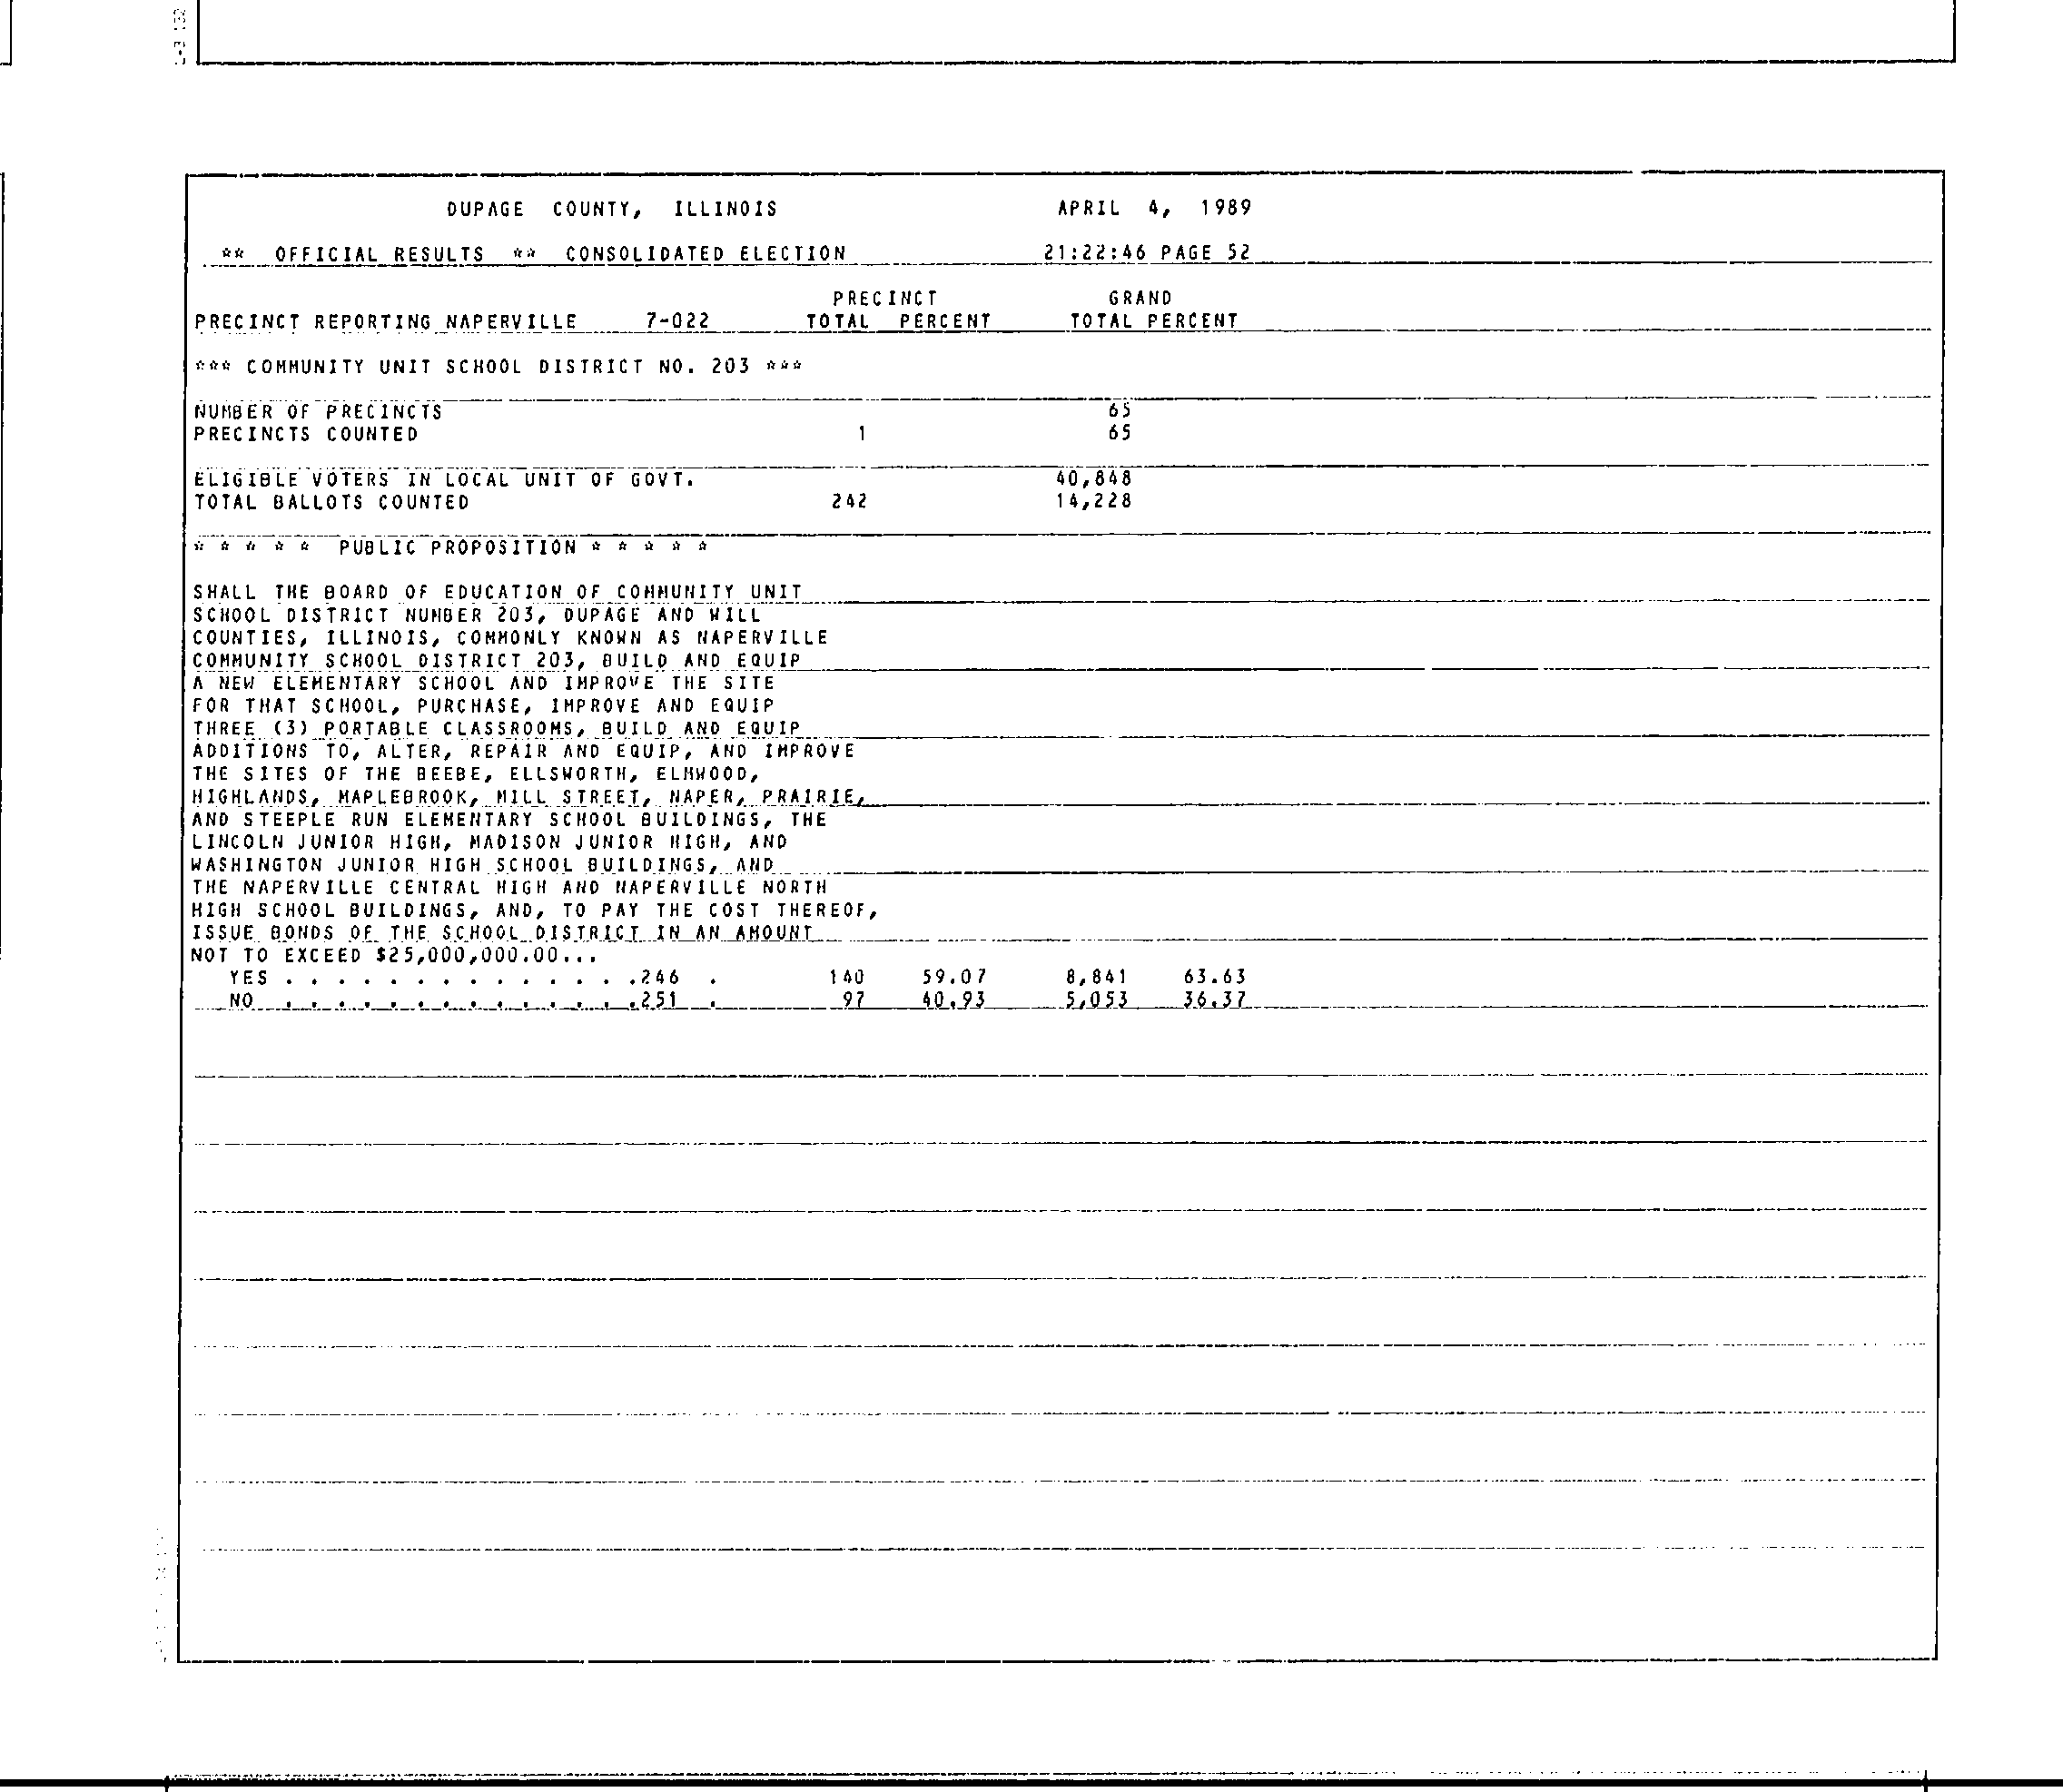 DUPAGE COUNTY, ILLINOIS APRIL 4, 1989
** OFFICIAL RESULTS ** CONSOLIDATED ELECTION 21:22:46 PAGE 52
PRECINCT GRAND
PRECINCT REPORTING NAPERVILLE 7-022 TOTAL PERCENT TOTAL PERCENT
*** COMMUNITY UNIT SCHOOL DISTRICT NO. 203 ***
NUMBER OF PRECINCTS 65
PRECINCTS COUNTED 1 65
ELIGIBLE VOTERS IN LOCAL UNIT OF GOVT. 40,848
TOTAL BALLOTS COUNTED 242 14,228
* * * * * PUBLIC PROPOSITION * * * * *
SHALL THE BOARD OF EDUCATION OF COMMUNITY UNIT
SCHOOL DISTRICT NUMBER 203, DUPAGE AND WILL
COUNTIES, ILLINOIS, COMMONLY KNOWN AS NAPERVILLE
COMMUNITY SCHOOL DISTRICT 203, BUILD AND EQUIP
A NEW ELEMENTARY SCHOOL AND IMPROVE THE SITE
FOR THAT SCHOOL, PURCHASE, IMPROVE AND EQUIP
THREE (3) PORTABLE CLASSROOMS, BUILD AND EQUIP
ADDITIONS TO, ALTER, REPAIR AND EQUIP, AND IMPROVE
THE SITES OF THE BEEBE, ELLSWORTH, ELMWOOD,
HIGHLANDS, MAPLEBROOK, MILL STREET, NAPER, PRAIRIE,
AND STEEPLE RUN ELEMENTARY SCHOOL BUILDINGS, THE
LINCOLN JUNIOR HIGH, MADISON JUNIOR HIGH, AND
WASHINGTON JUNIOR HIGH SCHOOL BUILDINGS, AND
THE NAPERVILLE CENTRAL HIGH AND NAPERVILLE NORTH
HIGH SCHOOL BUILDINGS, AND, TO PAY THE COST THEREOF,
ISSUE BONDS OF THE SCHOOL DISTRICT IN AN AMOUNT
NOT TO EXCEED $25,000,000.00...
YES . . . . . . . . . . . . . .246 . 140 59.07 8,841 63.63
NO . . . . . . . . . . . . . .251 . 97 40.93 5,053 36.37